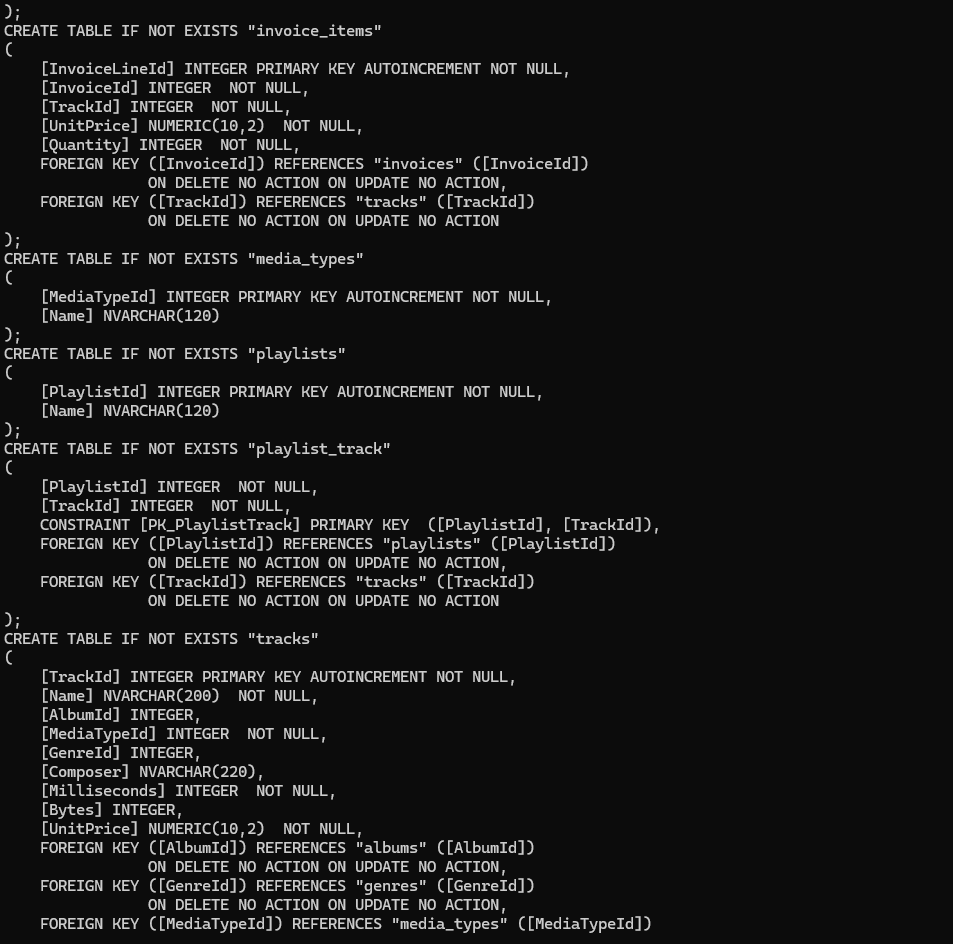 );
CREATE TABLE IF NOT EXISTS "invoice_items"
(
    [InvoiceLineId] INTEGER PRIMARY KEY AUTOINCREMENT NOT NULL,
    [InvoiceId] INTEGER  NOT NULL,
    [TrackId] INTEGER  NOT NULL,
    [UnitPrice] NUMERIC(10,2)  NOT NULL,
    [Quantity] INTEGER  NOT NULL,
    FOREIGN KEY ([InvoiceId]) REFERENCES "invoices" ([InvoiceId])
                ON DELETE NO ACTION ON UPDATE NO ACTION,
    FOREIGN KEY ([TrackId]) REFERENCES "tracks" ([TrackId])
                ON DELETE NO ACTION ON UPDATE NO ACTION
);
CREATE TABLE IF NOT EXISTS "media_types"
(
    [MediaTypeId] INTEGER PRIMARY KEY AUTOINCREMENT NOT NULL,
    [Name] NVARCHAR(120)
);
CREATE TABLE IF NOT EXISTS "playlists"
(
    [PlaylistId] INTEGER PRIMARY KEY AUTOINCREMENT NOT NULL,
    [Name] NVARCHAR(120)
);
CREATE TABLE IF NOT EXISTS "playlist_track"
(
    [PlaylistId] INTEGER  NOT NULL,
    [TrackId] INTEGER  NOT NULL,
    CONSTRAINT [PK_PlaylistTrack] PRIMARY KEY  ([PlaylistId], [TrackId]),
    FOREIGN KEY ([PlaylistId]) REFERENCES "playlists" ([PlaylistId])
                ON DELETE NO ACTION ON UPDATE NO ACTION,
    FOREIGN KEY ([TrackId]) REFERENCES "tracks" ([TrackId])
                ON DELETE NO ACTION ON UPDATE NO ACTION
);
CREATE TABLE IF NOT EXISTS "tracks"
(
    [TrackId] INTEGER PRIMARY KEY AUTOINCREMENT NOT NULL,
    [Name] NVARCHAR(200)  NOT NULL,
    [AlbumId] INTEGER,
    [MediaTypeId] INTEGER  NOT NULL,
    [GenreId] INTEGER,
    [Composer] NVARCHAR(220),
    [Milliseconds] INTEGER  NOT NULL,
    [Bytes] INTEGER,
    [UnitPrice] NUMERIC(10,2)  NOT NULL,
    FOREIGN KEY ([AlbumId]) REFERENCES "albums" ([AlbumId])
                ON DELETE NO ACTION ON UPDATE NO ACTION,
    FOREIGN KEY ([GenreId]) REFERENCES "genres" ([GenreId])
                ON DELETE NO ACTION ON UPDATE NO ACTION,
    FOREIGN KEY ([MediaTypeId]) REFERENCES "media_types" ([MediaTypeId])